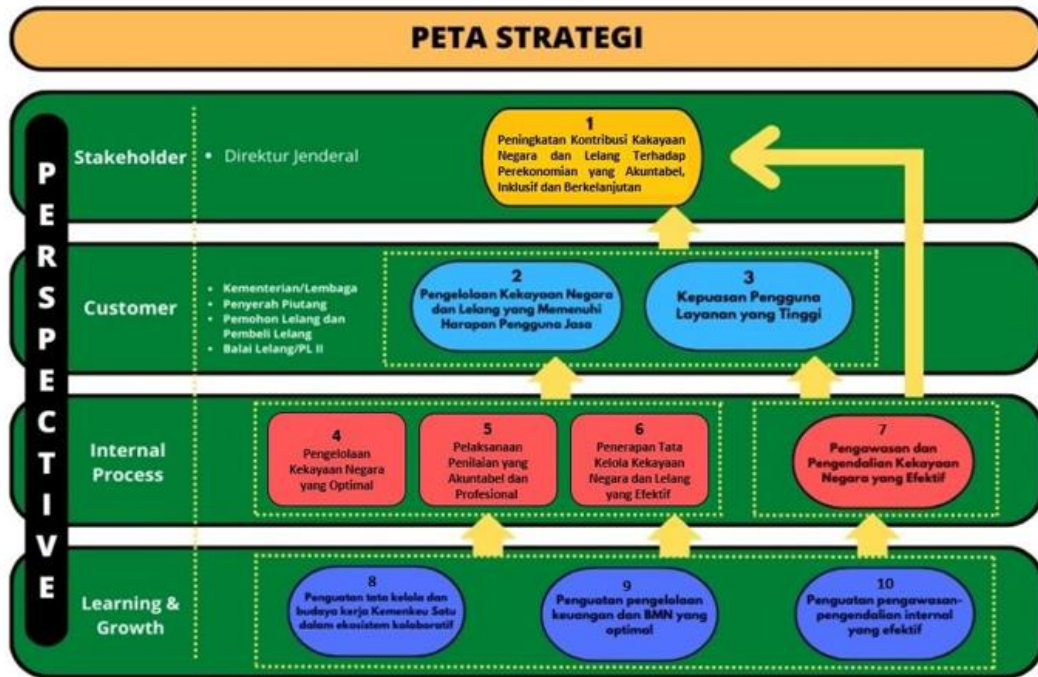 PETA STRATEGI
PERSPECTIVE
Stakeholder
• Direktur Jenderal
1
Peningkatan Kontribusi Kakayaan
Negara dan Lelang Terhadap
Perekonomian yang Akuntabel,
Inklusif dan Berkelanjutan
Customer
• Kementerian/Lembaga
• Penyerah Piutang
• Pemohon Lelang dan
Pembeli Lelang
• Balai Lelang/PL II
2
Pengelolaan Kekayaan Negara
dan Lelang yang Memenuhi
Harapan Pengguna Jasa
3
Kepuasan Pengguna
Layanan yang Tinggi
Internal
Process
4
Pengelolaan
Kekayaan Negara
yang Optimal
5
Pelaksanaan
Penilaian yang
Akuntabel dan
Profesional
6
Penerapan Tata
Kelola Kekayaan
Negara dan Lelang
yang Efektif
7
Pengawasan dan
Pengendalian Kekayaan
Negara yang Efektif
Learning &
Growth
8
Penguatan tata kelola dan
budaya kerja Kemenkeu Satu
dalam ekosistem kolaboratif
9
Penguatan pengelolaan
keuangan dan BMN yang
optimal
10
Penguatan pengawasan-
pengendalian internal
yang efektif